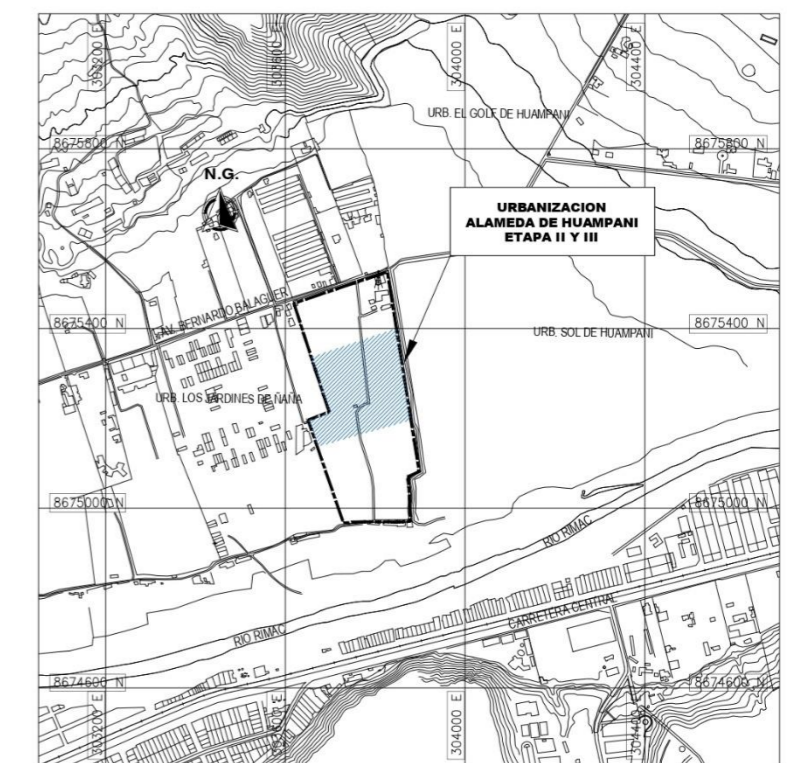 303200 E
303600 E
304000 E
304400 E
URB. EL GOLF DE HUAMPANI
8675800 N
8675800 N
N.G.
URBANIZACION
ALAMEDA DE HUAMPANI
ETAPA II Y III
AV. BERNARDO BALAGUER
8675400 N
8675400 N
URB. SOL DE HUAMPANI
URB. LOS JARDINES DE ÑAÑA
8675000 N
8675000 N
RIO RIMAC
CARRETERA CENTRAL
RIO RIMAC
8674600 N
8674600 N
303200 E
303600 E
304000 E
304400 E